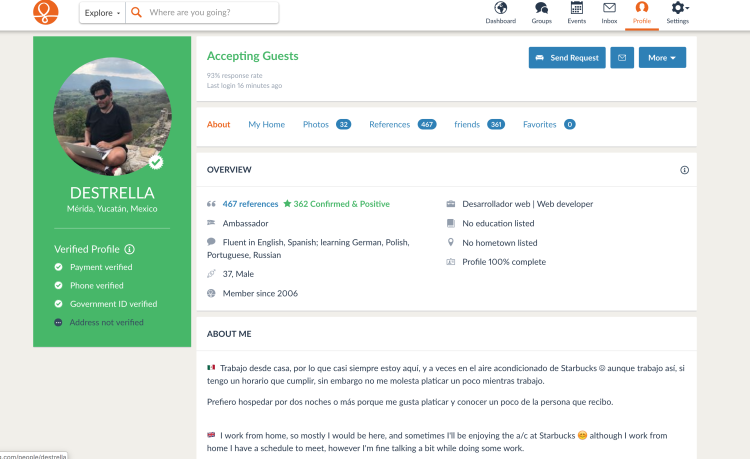 Explore
Where are you going?
Dashboard
Groups
Events
Inbox
Profile
Settings
DESTRELLA
Mérida, Yucatán, Mexico
Verified Profile
Payment verified
Phone verified
Government ID verified
Address not verified
Accepting Guests
93% response rate
Last login 16 minutes ago
Send Request
More
About
My Home
Photos 32
References 467
friends 361
Favorites 0
OVERVIEW
467 references ★ 362 Confirmed & Positive
Ambassador
Fluent in English, Spanish; learning German, Polish,
Portuguese, Russian
37, Male
Member since 2006
Desarrollador web | Web developer
No education listed
No hometown listed
Profile 100% complete
ABOUT ME
Trabajo desde casa, por lo que casi siempre estoy aquí, y a veces en el aire acondicionado de Starbucks ☺ aunque trabajo así, sí
tengo un horario que cumplir, sin embargo no me molesta platicar un poco mientras trabajo.
Prefiero hospedar por dos noches o más porque me gusta platicar y conocer un poco de la persona que recibo.
I work from home, so mostly I would be here, and sometimes I'll be enjoying the a/c at Starbucks 😊 although I work from
home I have a schedule to meet, however I'm fine talking a bit while doing some work.
g.com/people/destrella